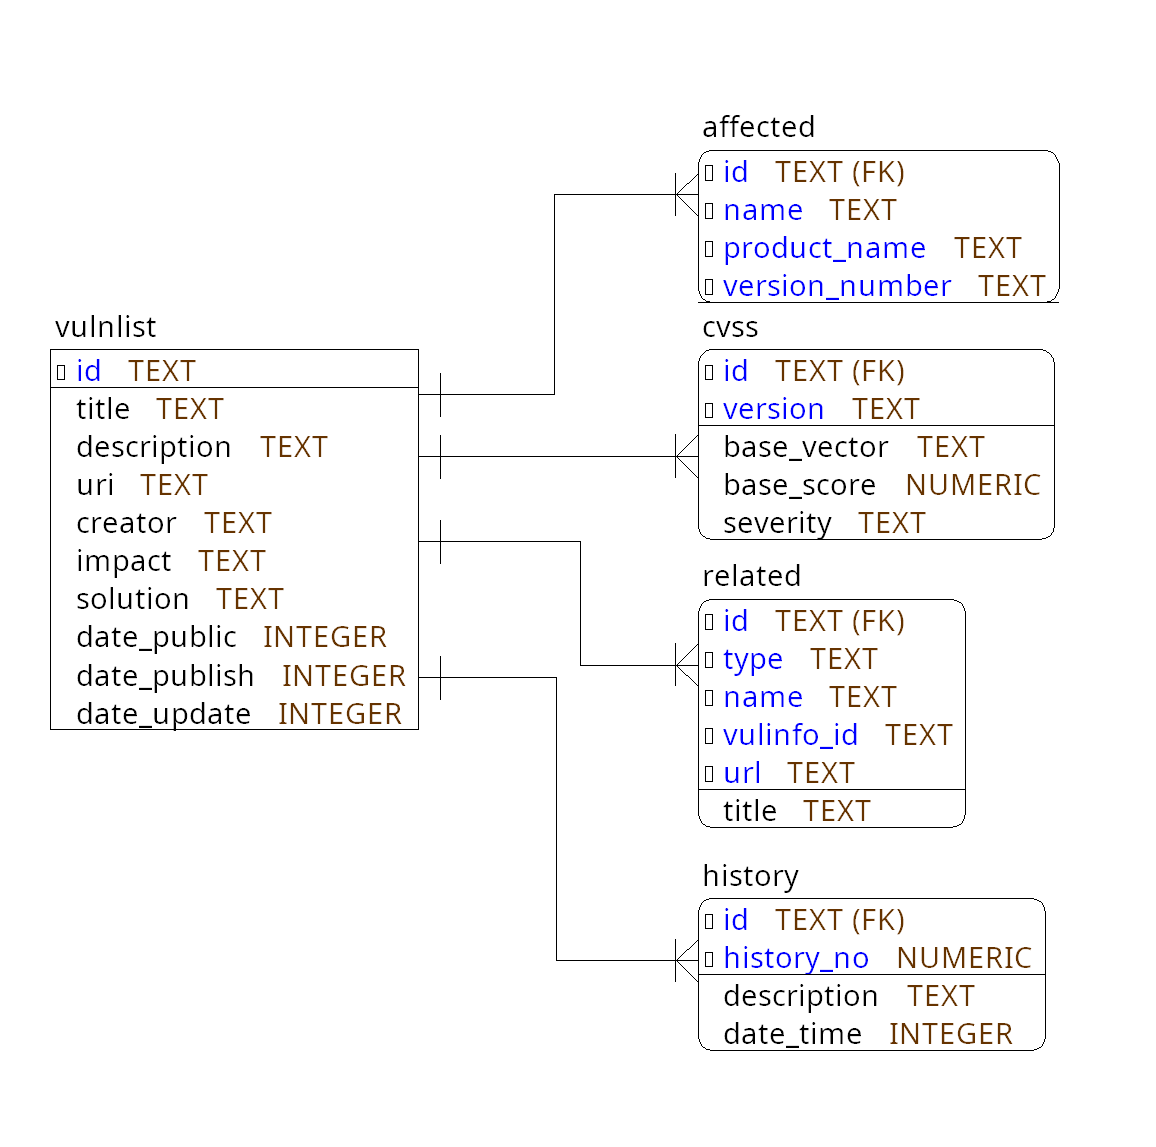 affected
id TEXT (FK)
name TEXT
product_name TEXT
version_number TEXT
vulnlist
id TEXT
title TEXT
description TEXT
uri TEXT
creator TEXT
impact TEXT
solution TEXT
date_public INTEGER
date_publish INTEGER
date_update INTEGER
cvss
id TEXT (FK)
version TEXT
base_vector TEXT
base_score NUMERIC
severity TEXT
related
id TEXT (FK)
type TEXT
name TEXT
vulinfo_id TEXT
url TEXT
title TEXT
history
id TEXT (FK)
history_no NUMERIC
description TEXT
date_time INTEGER